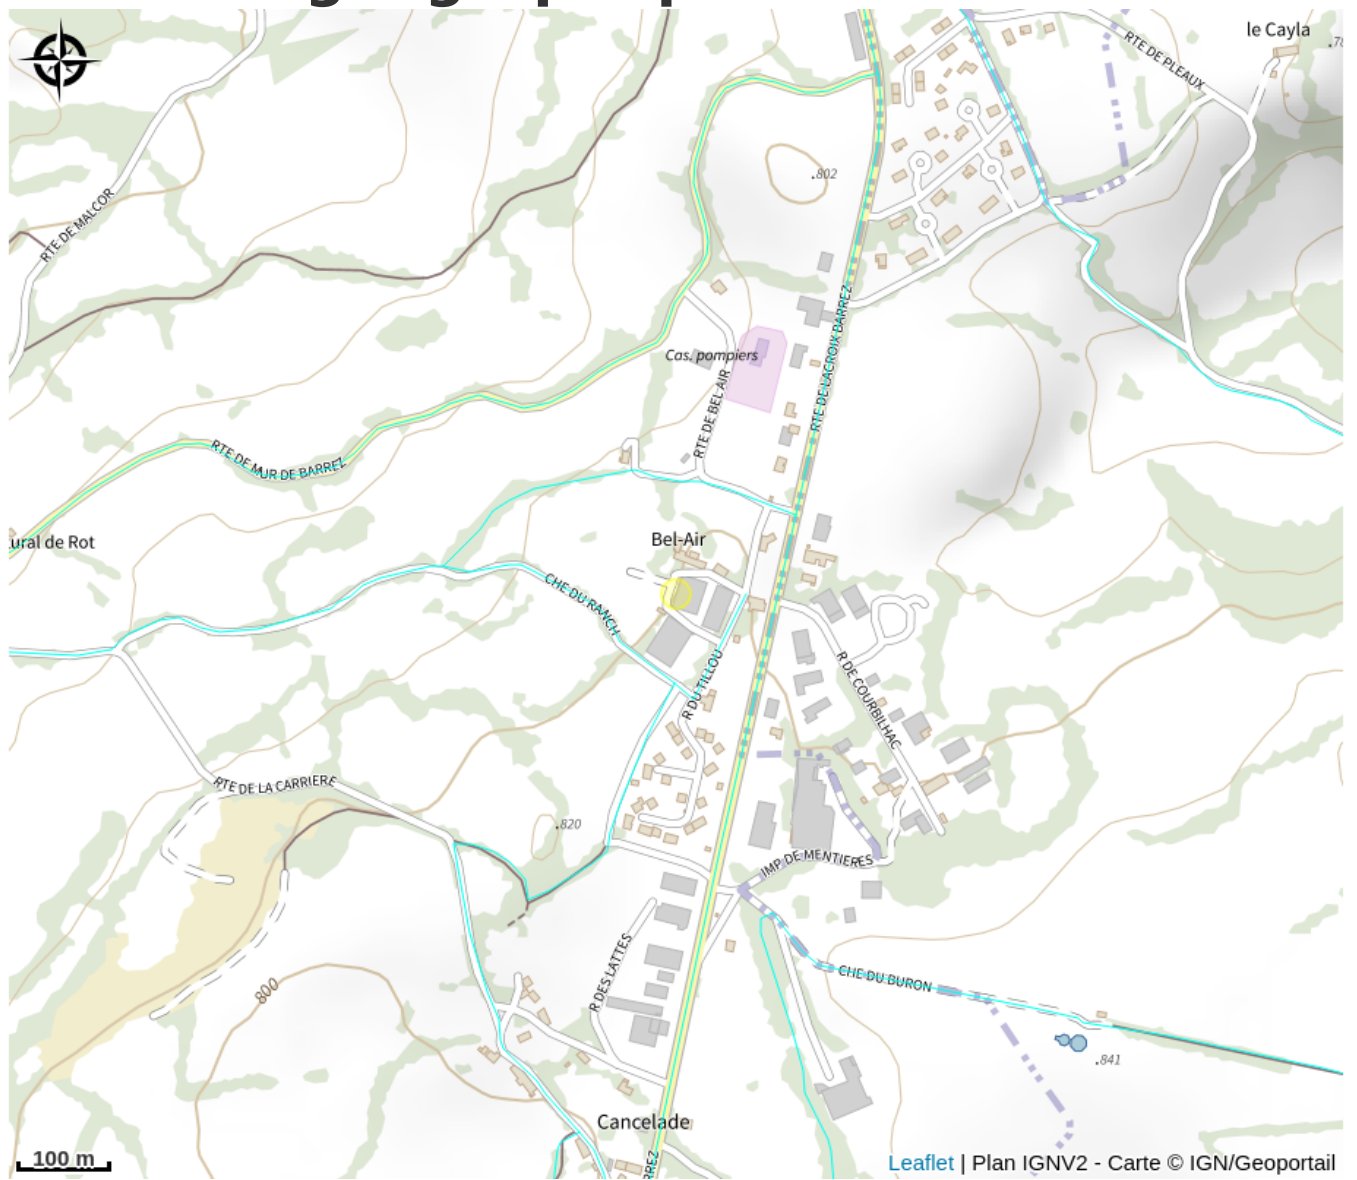 le Cayla
RTE DE PLEAUX
.802
RTE DE MALCOR
RTE DE LACROIX BARREZ
Cas. pompiers
RTE DE BEL AIR
RTE DE MUR DE BARREZ
ural de Rot
Bel-Air
CHE DU RANCH
R DU TILLOU
R DE COURBILHAC
RTE DE LA CARRIERE
.820
IMP DE MENTIERES
R DES LATTES
CHE DU BURON
800
.841
Cancelade
100 m
Leaflet | Plan IGNV2 - Carte © IGN/Geoportail